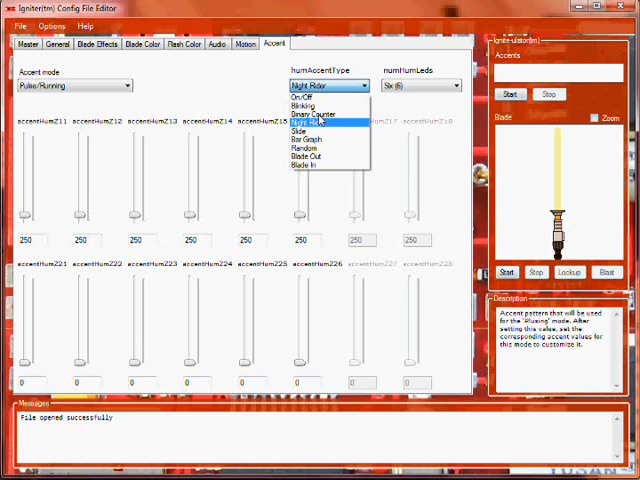 Igniter(tm) Config File Editor
File Options Help
Master General Blade Effects Blade Color Flash Color Audio Motion Accent
Accent mode
Pulse/Running
humAccentType
Night Rider
numHumLeds
Six (6)
On/Off
Blinking
Binary Counter
Night Rider
Slide
Bar Graph
Random
Blade Out
Blade In
accentHumZ11 accentHumZ12 accentHumZ13 accentHumZ14 accentHumZ18
250 250 250 250 250 250 250 250
accentHumZ21 accentHumZ22 accentHumZ23 accentHumZ24 accentHumZ25 accentHumZ26 accentHumZ27 accentHumZ28
0 0 0 0 0 0 0 0
Ignite-ulator(tm)
Accents
Start Stop
Blade
Zoom
Start Stop Lockup Blast
Description
Accent pattern that will be used
for the 'Plusing' mode. After
setting this value, set the
corresponding accent values for
this mode to customize it.
Messages
File opened successfully